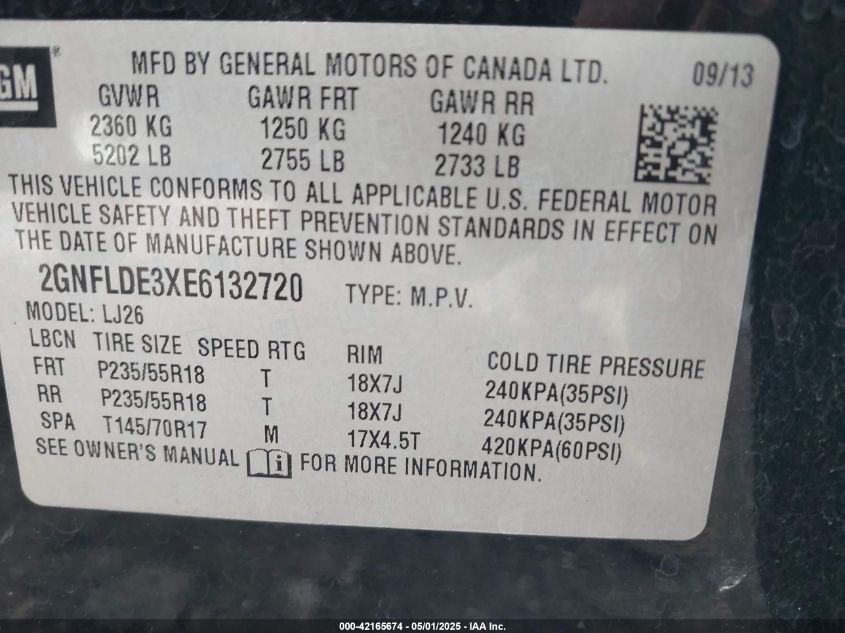 GM®
MFD BY GENERAL MOTORS OF CANADA LTD. 09/13
GVWR GAWR FRT GAWR RR
2360 KG 1250 KG 1240 KG
5202 LB 2755 LB 2733 LB
THIS VEHICLE CONFORMS TO ALL APPLICABLE U.S. FEDERAL MOTOR
VEHICLE SAFETY AND THEFT PREVENTION STANDARDS IN EFFECT ON
THE DATE OF MANUFACTURE SHOWN ABOVE.
2GNFLDE3XE6132720 TYPE: M.P.V.
MODEL: LJ26
LBCN TIRE SIZE SPEED RTG RIM COLD TIRE PRESSURE
FRT P235/55R18 T 18X7J 240KPA(35PSI)
RR P235/55R18 T 18X7J 240KPA(35PSI)
SPA T145/70R17 M 17X4.5T 420KPA(60PSI)
SEE OWNER'S MANUAL i FOR MORE INFORMATION.
000-42165674 - 05/01/2025 - IAA Inc.